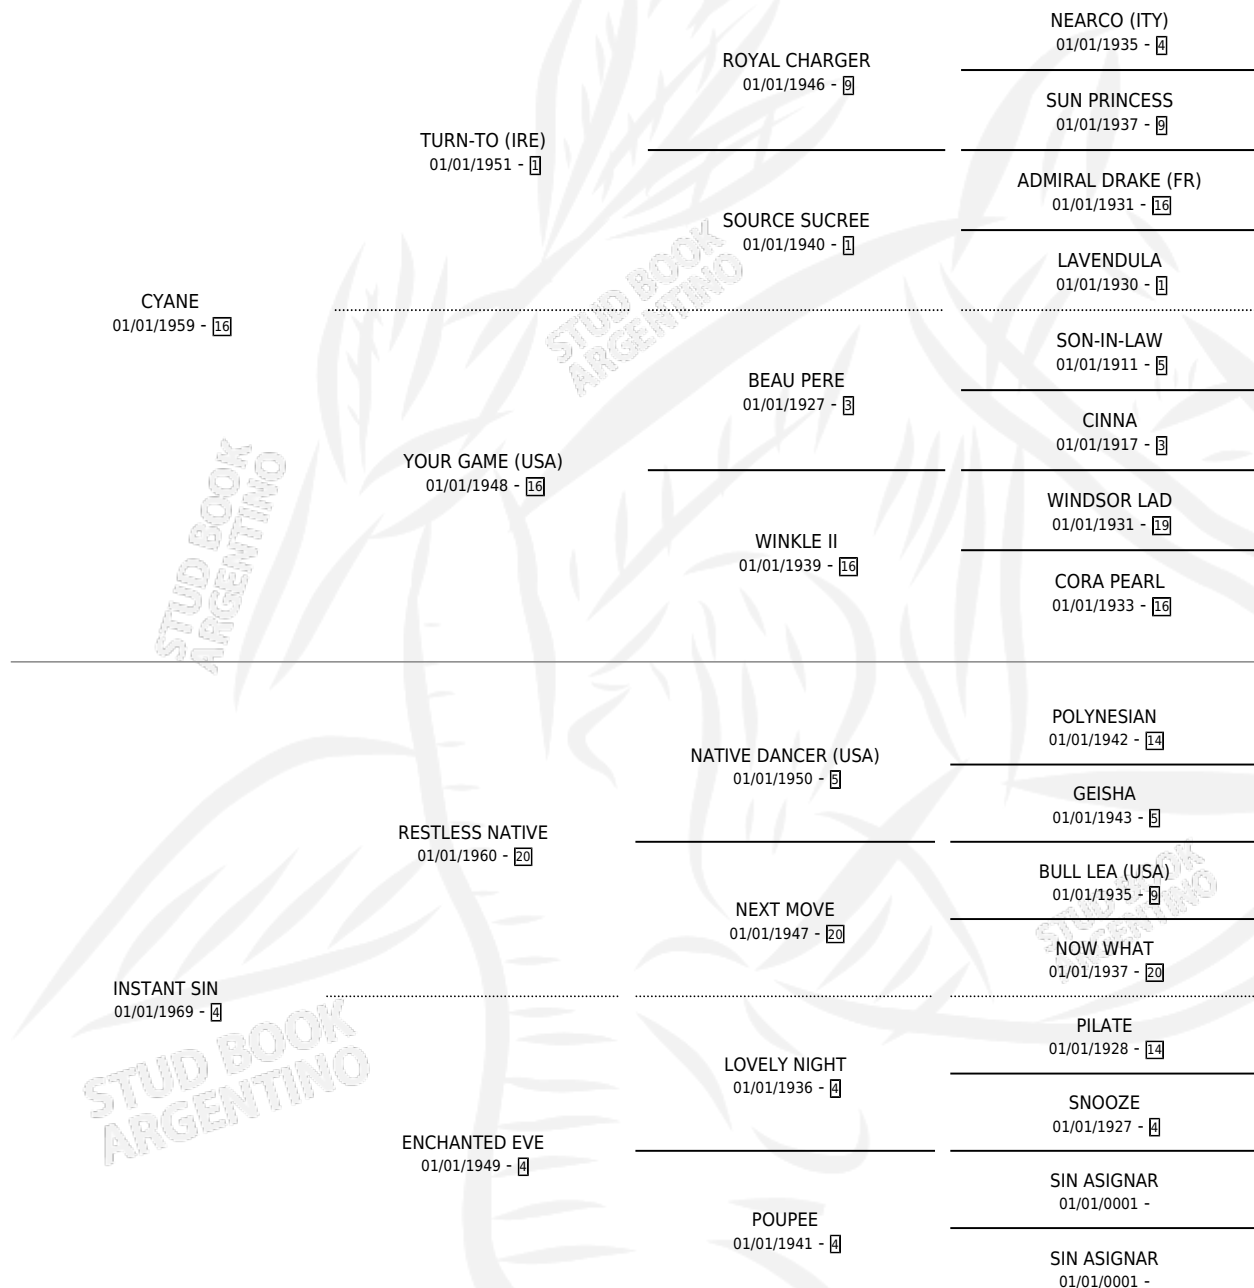 NEARCO (ITY)
01/01/1935 - 4
ROYAL CHARGER
01/01/1946 - 9
SUN PRINCESS
01/01/1937 - 9
TURN-TO (IRE)
01/01/1951 - 1
ADMIRAL DRAKE (FR)
01/01/1931 - 16
SOURCE SUCREE
01/01/1940 - 1
LAVENDULA
01/01/1930 - 1
CYANE
01/01/1959 - 16
STUD BOOK
ARGENTINO
SON-IN-LAW
01/01/1911 - 5
BEAU PERE
01/01/1927 - 3
CINNA
01/01/1917 - 3
YOUR GAME (USA)
01/01/1948 - 16
WINDSOR LAD
01/01/1931 - 19
WINKLE II
01/01/1939 - 16
CORA PEARL
01/01/1933 - 16
STUD BOOK
ARGENTINO
POLYNESIAN
01/01/1942 - 14
NATIVE DANCER (USA)
01/01/1950 - 5
GEISHA
01/01/1943 - 5
RESTLESS NATIVE
01/01/1960 - 20
BULL LEA (USA)
01/01/1935 - 9
NEXT MOVE
01/01/1947 - 20
STUD BOOK
ARGENTINO
NOW WHAT
01/01/1937 - 20
INSTANT SIN
01/01/1969 - 4
STUD BOOK
ARGENTINO
PILATE
01/01/1928 - 14
LOVELY NIGHT
01/01/1936 - 4
SNOOZE
01/01/1927 - 4
ENCHANTED EVE
01/01/1949 - 4
SIN ASIGNAR
01/01/0001 -
POUPEE
01/01/1941 - 4
SIN ASIGNAR
01/01/0001 -